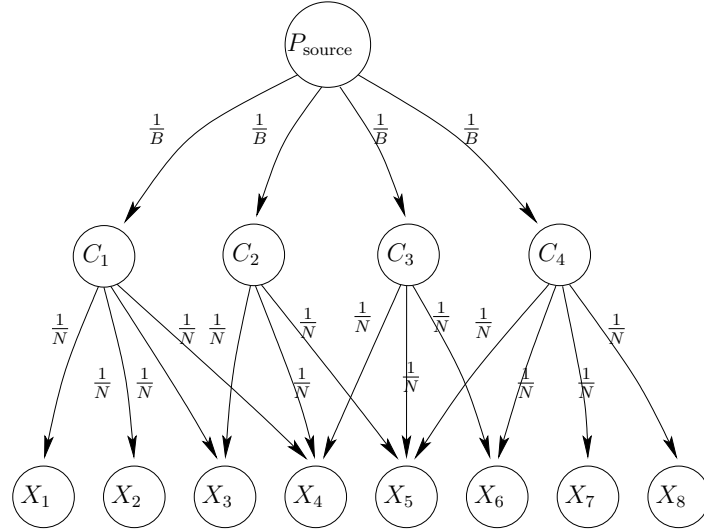 P_source
1/B 1/B 1/B 1/B
C_1 C_2 C_3 C_4
1/N 1/N 1/N 1/N 1/N 1/N 1/N 1/N
1/N 1/N 1/N 1/N 1/N 1/N
X_1 X_2 X_3 X_4 X_5 X_6 X_7 X_8